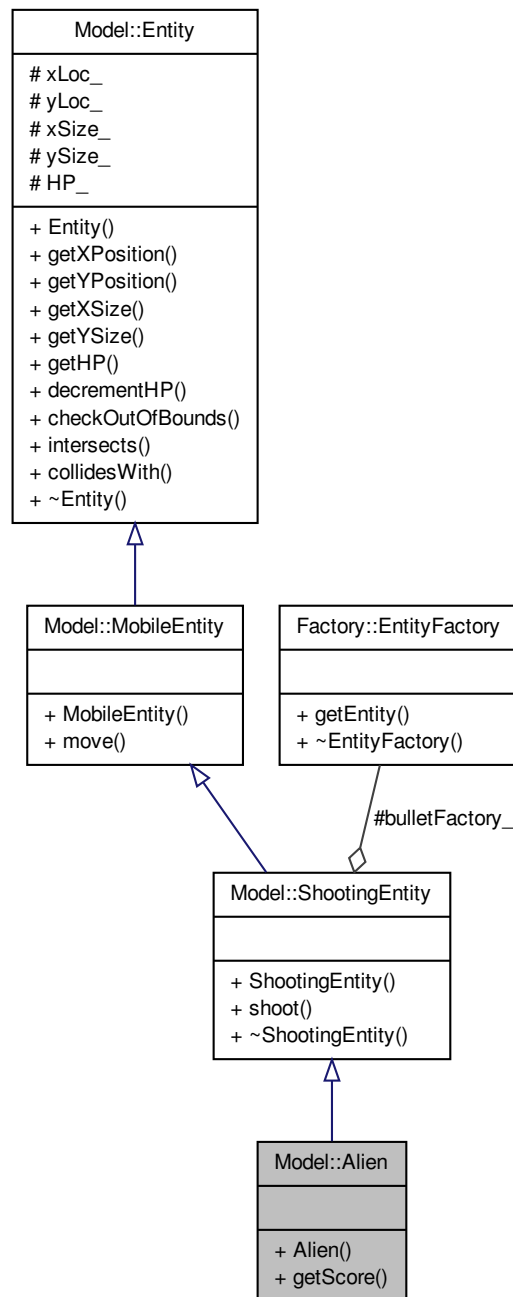 Model::Entity
# xLoc_
# yLoc_
# xSize_
# ySize_
# HP_
+ Entity()
+ getXPosition()
+ getYPosition()
+ getXSize()
+ getYSize()
+ getHP()
+ decrementHP()
+ checkOutOfBounds()
+ intersects()
+ collidesWith()
+ ~Entity()
Model::MobileEntity
+ MobileEntity()
+ move()
Factory::EntityFactory
+ getEntity()
+ ~EntityFactory()
#bulletFactory_
Model::ShootingEntity
+ ShootingEntity()
+ shoot()
+ ~ShootingEntity()
Model::Alien
+ Alien()
+ getScore()